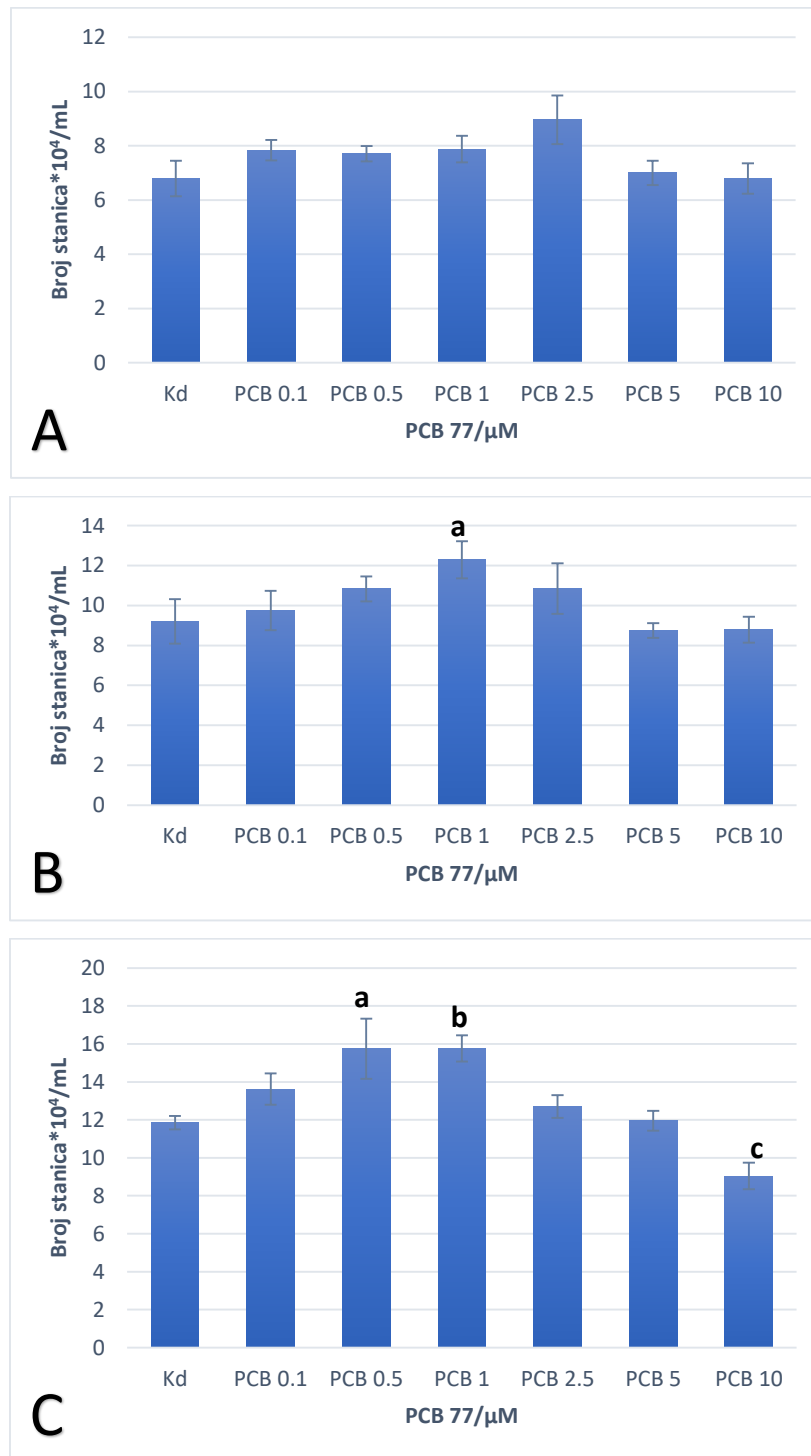 12
10
8
6
4
2
0
Broj stanica*10⁴/mL
Kd PCB 0.1 PCB 0.5 PCB 1 PCB 2.5 PCB 5 PCB 10
PCB 77/µM
A
14
12
10
8
6
4
2
0
Broj stanica*10⁴/mL
a
Kd PCB 0.1 PCB 0.5 PCB 1 PCB 2.5 PCB 5 PCB 10
PCB 77/µM
B
20
18
16
14
12
10
8
6
4
2
0
Broj stanica*10⁴/mL
a
b
c
Kd PCB 0.1 PCB 0.5 PCB 1 PCB 2.5 PCB 5 PCB 10
PCB 77/µM
C